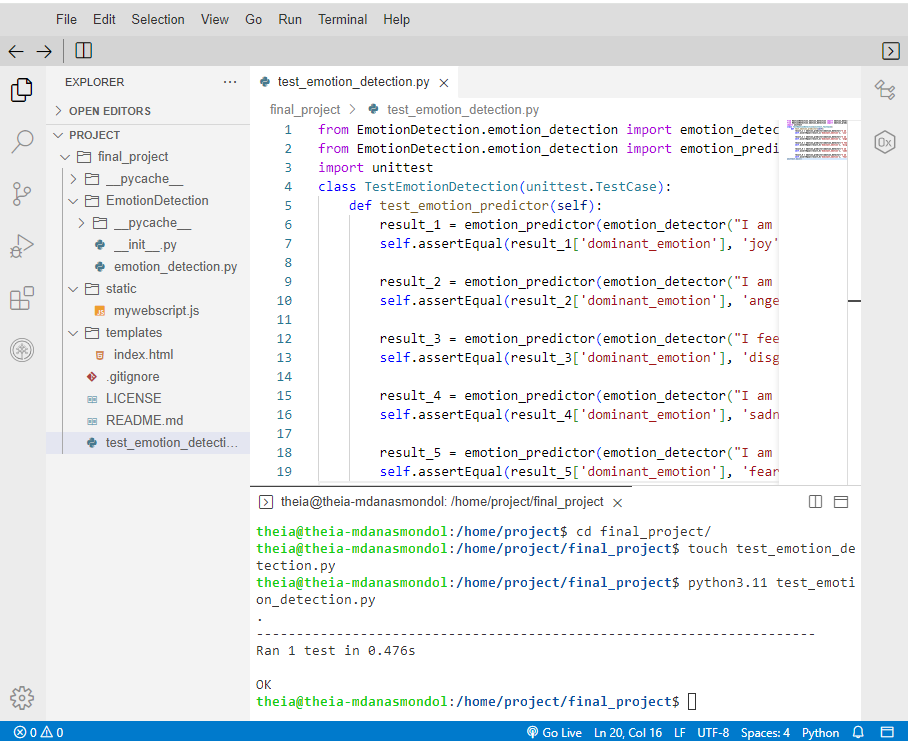 File Edit Selection View Go Run Terminal Help
EXPLORER ...
OPEN EDITORS
PROJECT
final_project
__pycache__
EmotionDetection
__pycache__
__init__.py
emotion_detection.py
static
JS mywebscript.js
templates
index.html
.gitignore
LICENSE
README.md
test_emotion_detecti...
test_emotion_detection.py
final_project > test_emotion_detection.py
1 from EmotionDetection.emotion_detection import emotion_detec
2 from EmotionDetection.emotion_detection import emotion_predi
3 import unittest
4 class TestEmotionDetection(unittest.TestCase):
5 def test_emotion_predictor(self):
6 result_1 = emotion_predictor(emotion_detector("I am
7 self.assertEqual(result_1['dominant_emotion'], 'joy'
8
9 result_2 = emotion_predictor(emotion_detector("I am
10 self.assertEqual(result_2['dominant_emotion'], 'ange
11
12 result_3 = emotion_predictor(emotion_detector("I fee
13 self.assertEqual(result_3['dominant_emotion'], 'disg
14
15 result_4 = emotion_predictor(emotion_detector("I am
16 self.assertEqual(result_4['dominant_emotion'], 'sadn
17
18 result_5 = emotion_predictor(emotion_detector("I am
19 self.assertEqual(result_5['dominant_emotion'], 'fear
0x
theia@theia-mdanasmondol: /home/project/final_project
theia@theia-mdanasmondol:/home/project$ cd final_project/
theia@theia-mdanasmondol:/home/project/final_project$ touch test_emotion_de
tection.py
theia@theia-mdanasmondol:/home/project/final_project$ python3.11 test_emoti
on_detection.py
.
----------------------------------------------------------------------
Ran 1 test in 0.476s
OK
theia@theia-mdanasmondol:/home/project/final_project$
0 0 Go Live Ln 20, Col 16 LF UTF-8 Spaces: 4 Python